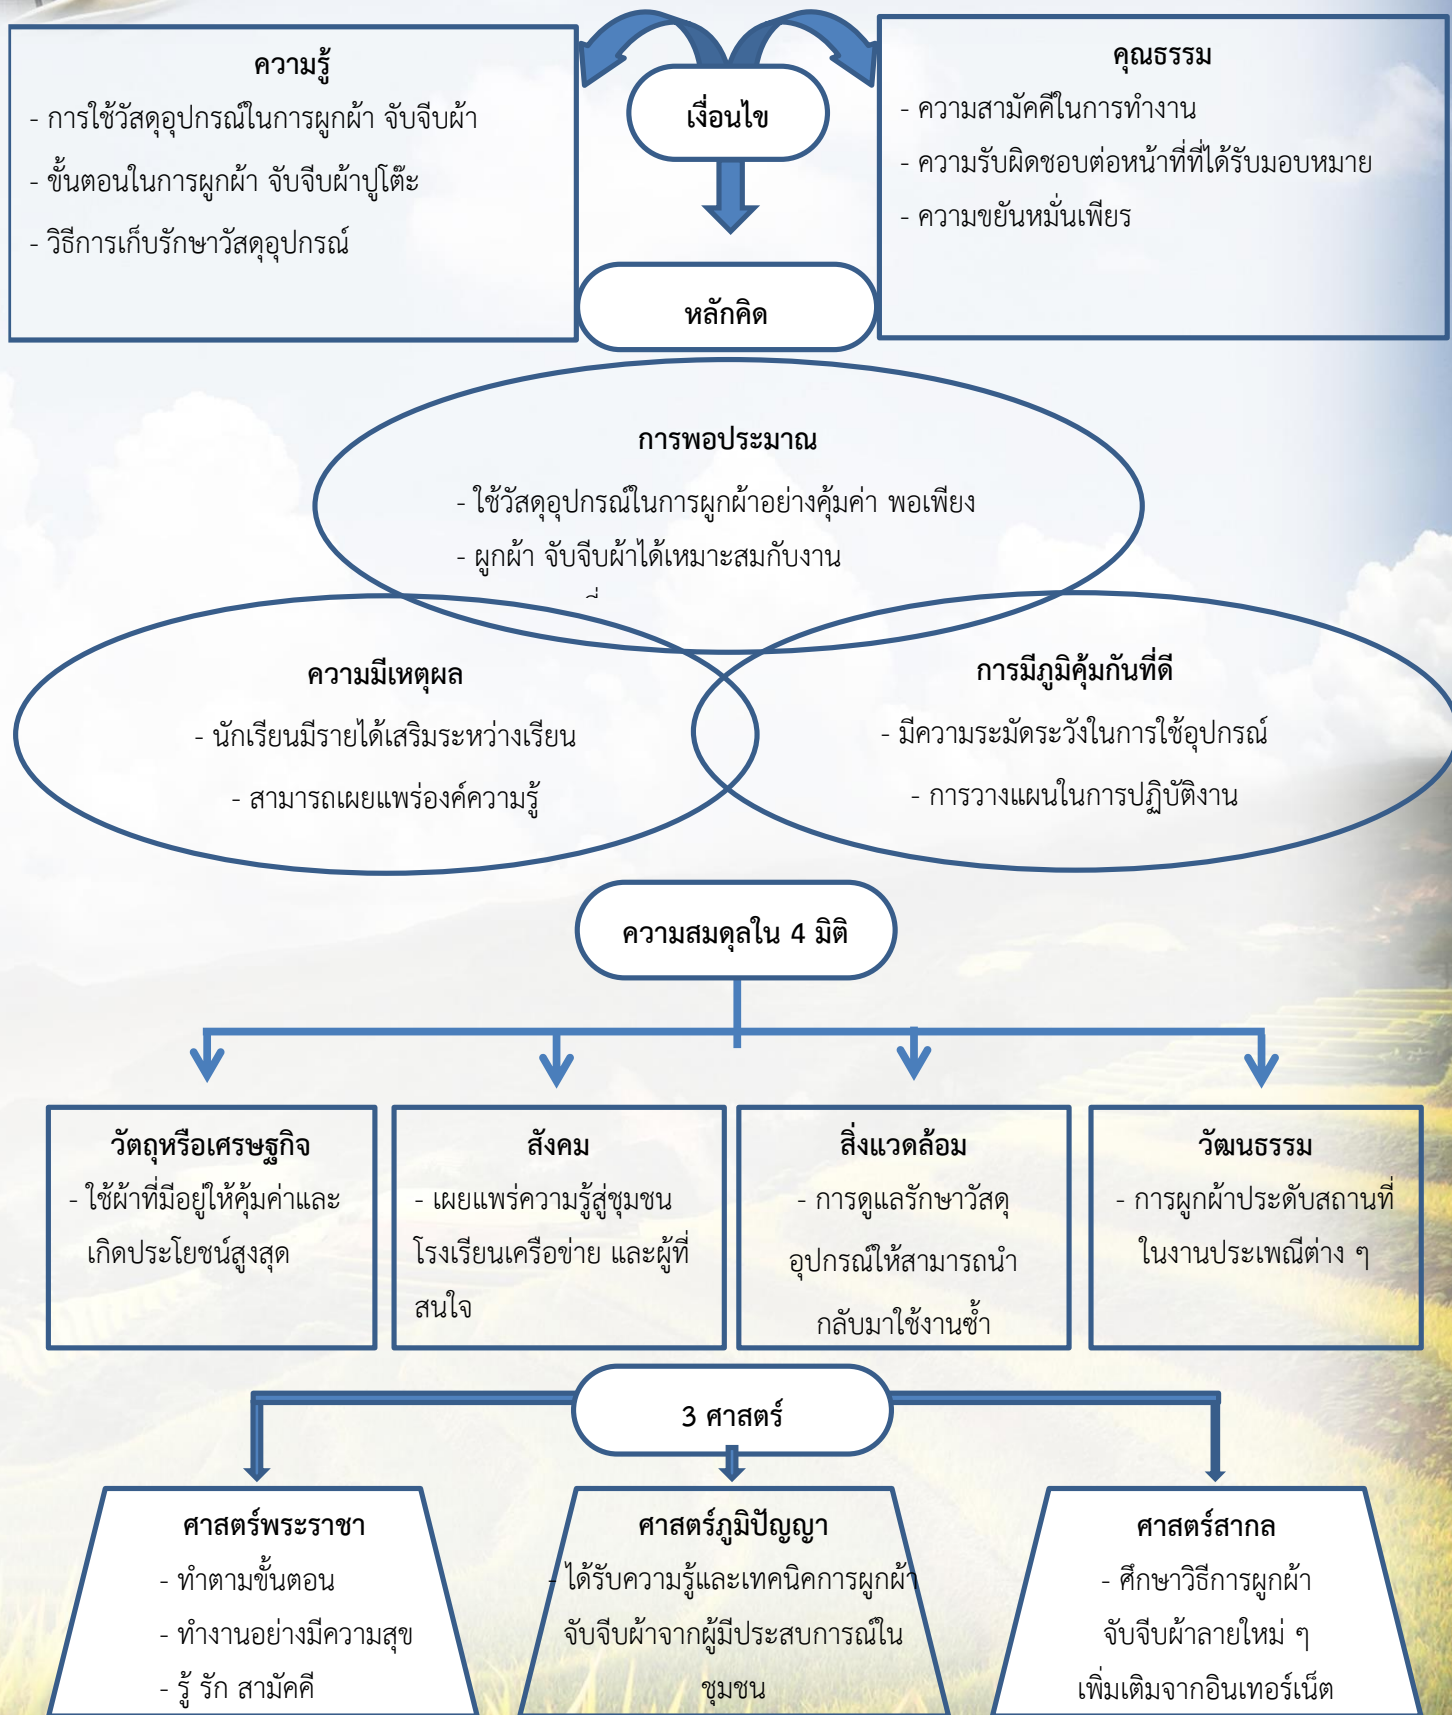 ความรู้
- การใช้วัสดุอุปกรณ์ในการผูกผ้า จับจีบผ้า
- ขั้นตอนในการผูกผ้า จับจีบผ้าปูโต๊ะ
- วิธีการเก็บรักษาวัสดุอุปกรณ์
เงื่อนไข
คุณธรรม
- ความสามัคคีในการทำงาน
- ความรับผิดชอบต่อหน้าที่ที่ได้รับมอบหมาย
- ความขยันหมั่นเพียร
หลักคิด
การพอประมาณ
- ใช้วัสดุอุปกรณ์ในการผูกผ้าอย่างคุ้มค่า พอเพียง
- ผูกผ้า จับจีบผ้าได้เหมาะสมกับงาน
ความมีเหตุผล
- นักเรียนมีรายได้เสริมระหว่างเรียน
- สามารถเผยแพร่องค์ความรู้
การมีภูมิคุ้มกันที่ดี
- มีความระมัดระวังในการใช้อุปกรณ์
- การวางแผนในการปฏิบัติงาน
ความสมดุลใน 4 มิติ
วัตถุหรือเศรษฐกิจ
- ใช้ผ้าที่มีอยู่ให้คุ้มค่าและ
เกิดประโยชน์สูงสุด
สังคม
- เผยแพร่ความรู้สู่ชุมชน
โรงเรียนเครือข่าย และผู้ที่
สนใจ
สิ่งแวดล้อม
- การดูแลรักษาวัสดุ
อุปกรณ์ให้สามารถนำ
กลับมาใช้งานซ้ำ
วัฒนธรรม
- การผูกผ้าประดับสถานที่
ในงานประเพณีต่าง ๆ
3 ศาสตร์
ศาสตร์พระราชา
- ทำตามขั้นตอน
- ทำงานอย่างมีความสุข
- รู้ รัก สามัคคี
ศาสตร์ภูมิปัญญา
- ได้รับความรู้และเทคนิคการผูกผ้า
จับจีบผ้าจากผู้มีประสบการณ์ใน
ชุมชน
ศาสตร์สากล
- ศึกษาวิธีการผูกผ้า
จับจีบผ้าลายใหม่ ๆ
เพิ่มเติมจากอินเทอร์เน็ต